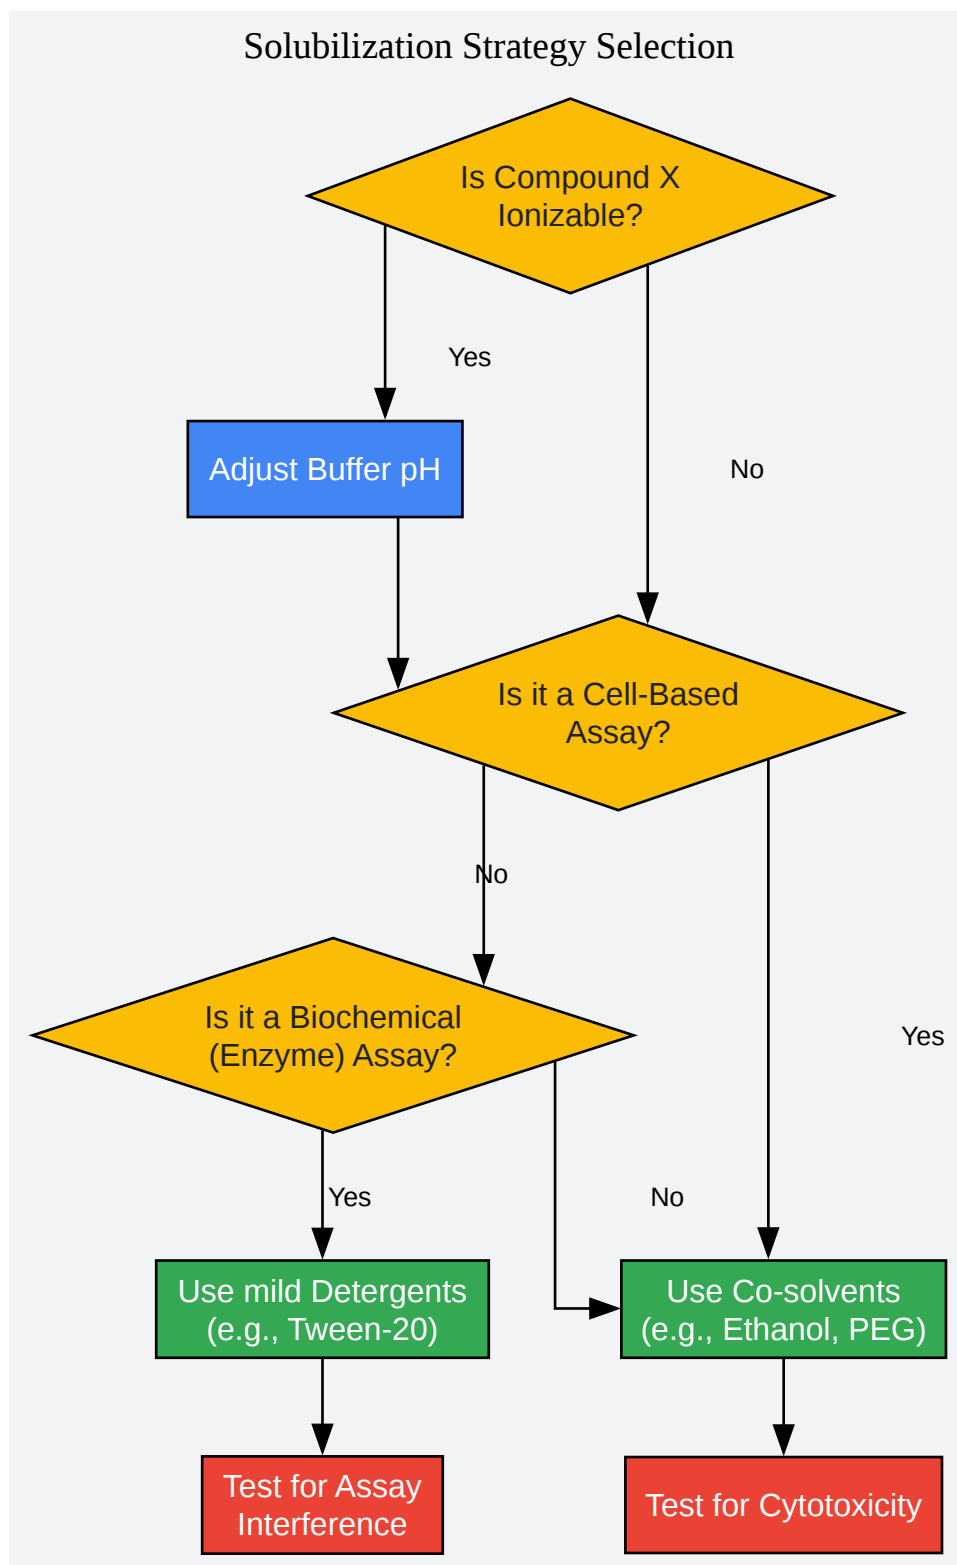 Solubilization Strategy Selection
Is Compound X
Ionizable?
Yes
Adjust Buffer pH
No
Is it a Cell-Based
Assay?
No
Is it a Biochemical
(Enzyme) Assay?
Yes
Yes
No
Use mild Detergents
(e.g., Tween-20)
Use Co-solvents
(e.g., Ethanol, PEG)
Test for Assay
Interference
Test for Cytotoxicity